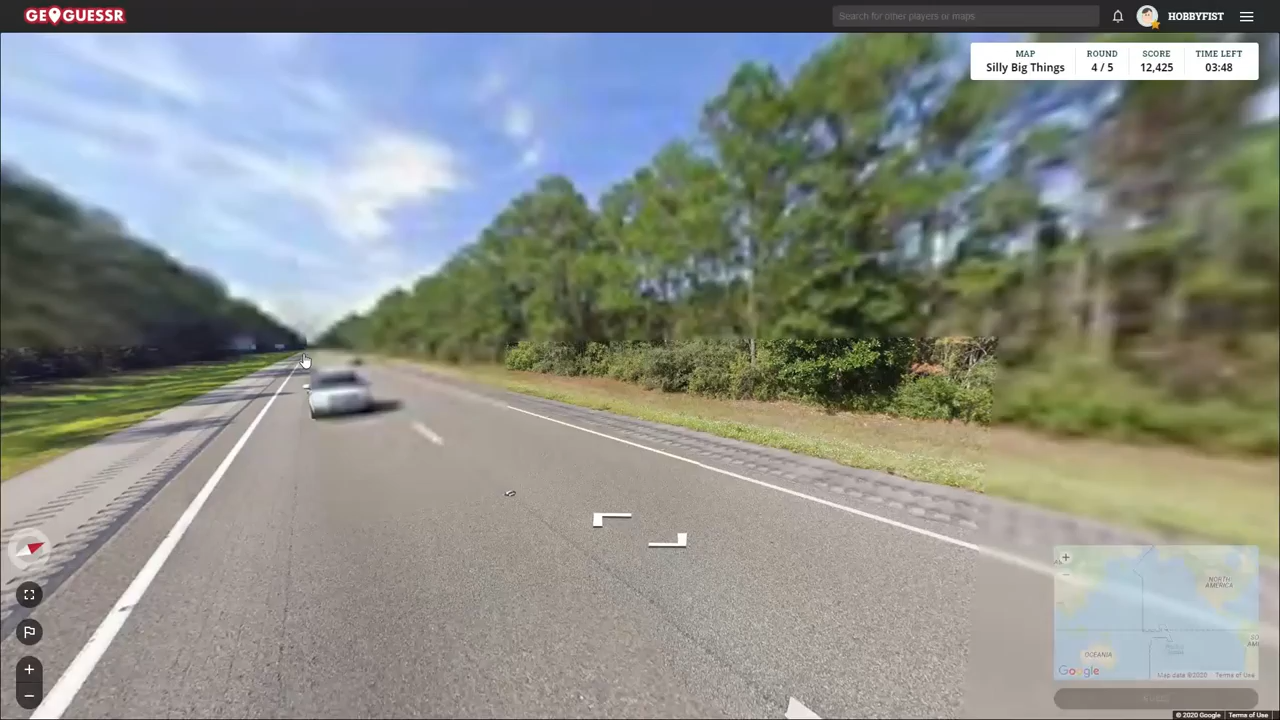 GEOGUESSR
Search for other players or maps
HOBBYFIST
MAP
Silly Big Things
ROUND
4 / 5
SCORE
12,425
TIME LEFT
03:48
NORTH
AMERICA
OCEANIA
Google
Map data ©2020
Terms of Use
© 2020 Google
Terms of Use